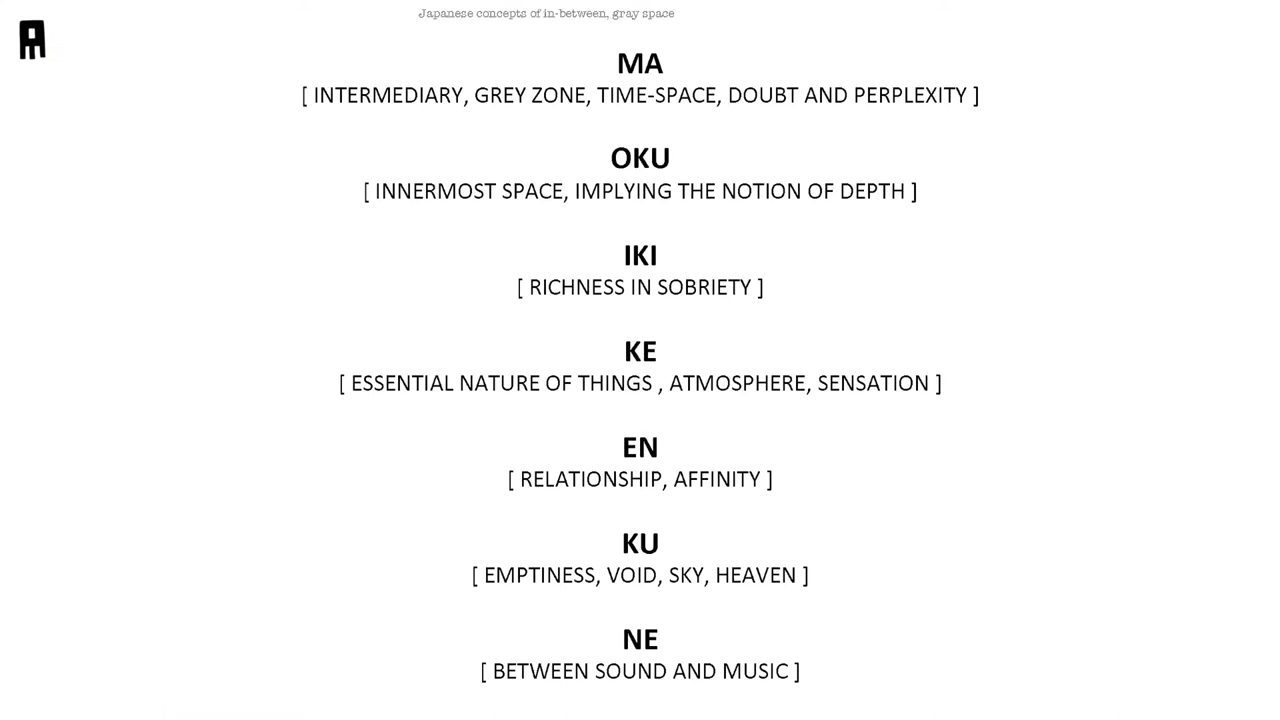 Japanese concepts of in-between, gray space
MA
[ INTERMEDIARY, GREY ZONE, TIME-SPACE, DOUBT AND PERPLEXITY ]
OKU
[ INNERMOST SPACE, IMPLYING THE NOTION OF DEPTH ]
IKI
[ RICHNESS IN SOBRIETY ]
KE
[ ESSENTIAL NATURE OF THINGS , ATMOSPHERE, SENSATION ]
EN
[ RELATIONSHIP, AFFINITY ]
KU
[ EMPTINESS, VOID, SKY, HEAVEN ]
NE
[ BETWEEN SOUND AND MUSIC ]